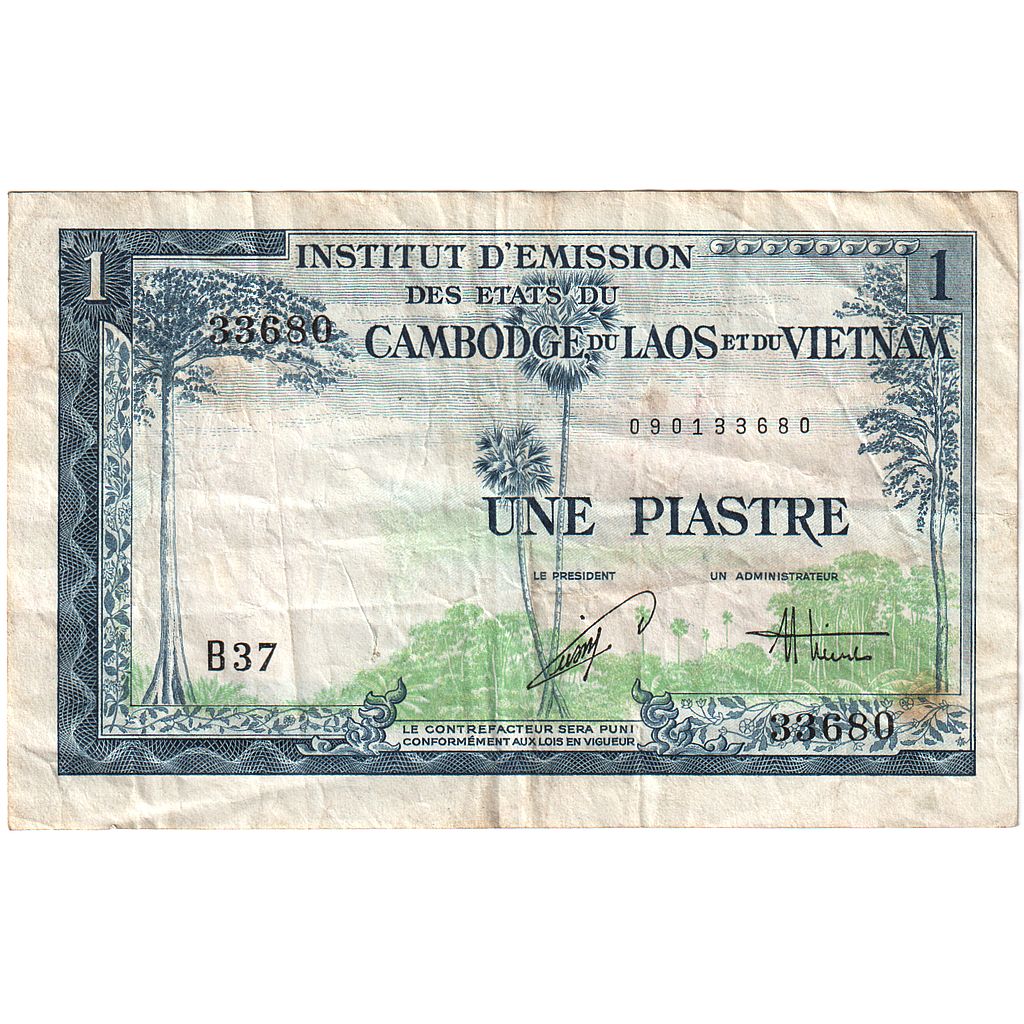 1
INSTITUT D'EMISSION
1
DES ETATS DU
33680
CAMBODGE DU LAOS ET DU VIETNAM
090133680
UNE PIASTRE
LE PRESIDENT
UN ADMINISTRATEUR
B37
33680
LE CONTREFACTEUR SERA PUNI
CONFORMÉMENT AUX LOIS EN VIGUEUR